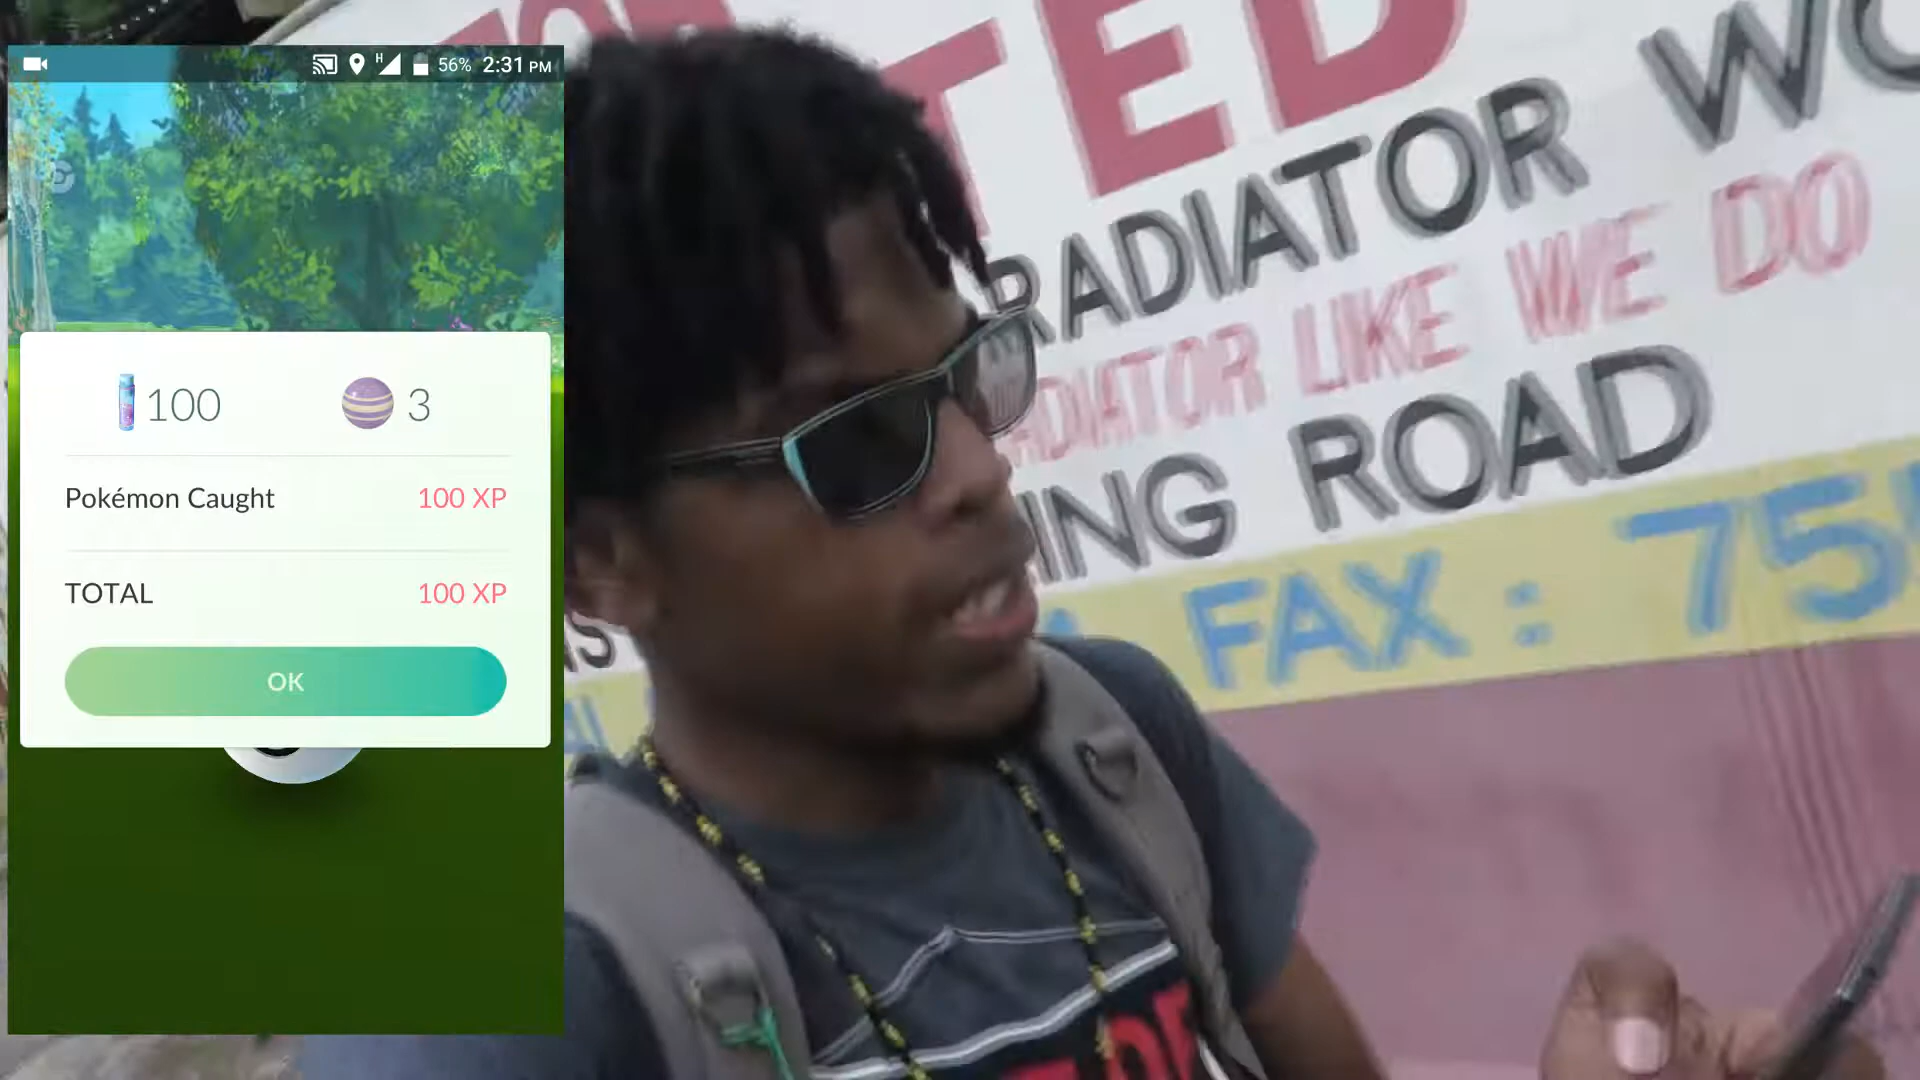 56% 2:31 PM
100 3
Pokémon Caught 100 XP
TOTAL 100 XP
OK
TED
RADIATOR
RADIATOR LIKE WE DO
ROAD
FAX : 75